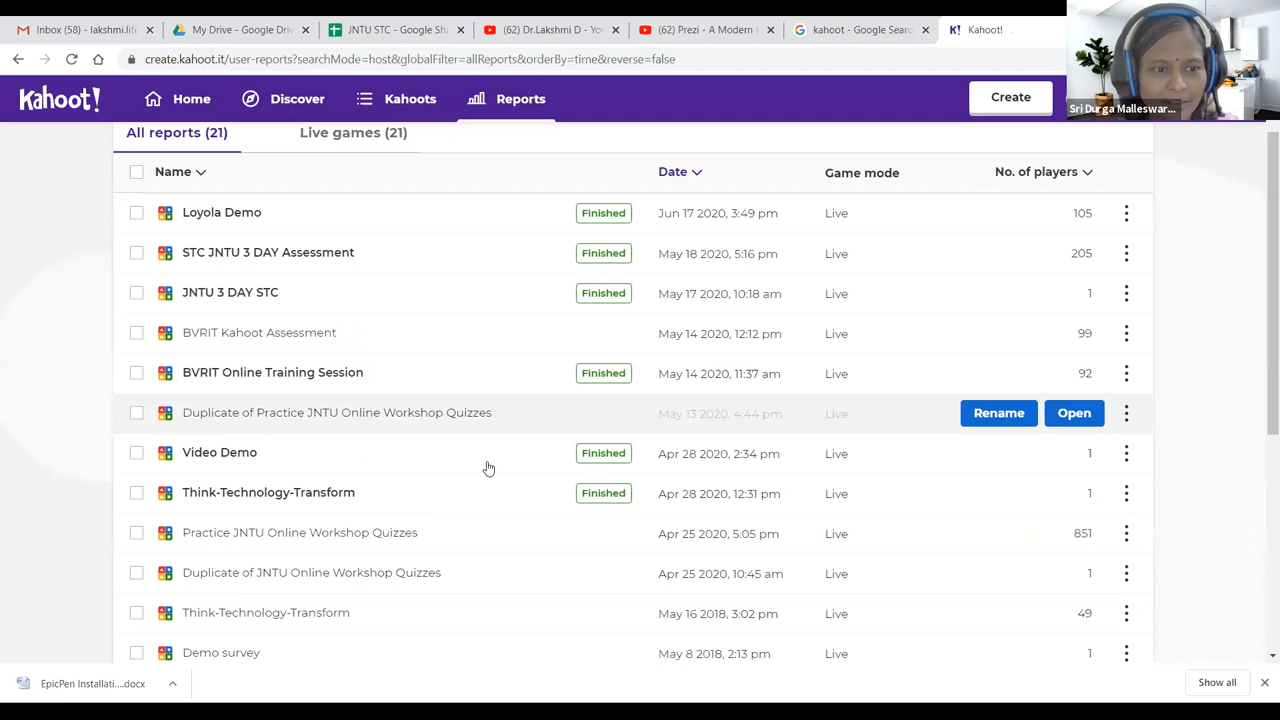 Inbox (58) - lakshmi.life
My Drive - Google Driv
JNTU STC - Google Sh
(62) Dr.Lakshmi D - Yo
(62) Prezi - A Modern
kahoot - Google Searc
K! Kahoot!
create.kahoot.it/user-reports?searchMode=
globalFilter=allReports&orderBy=time&reverse=false
Kahoot!
Home
Discover
Kahoots
Reports
Create
Sri Durga Malleswar...
All reports (21)
Live games (21)
Name
Date
Game mode
No. of players
Loyola Demo Finished Jun 17 2020, 3:49 pm Live 105
STC JNTU 3 DAY Assessment Finished May 18 2020, 5:16 pm Live 205
JNTU 3 DAY STC Finished May 17 2020, 10:18 am Live 1
BVRIT Kahoot Assessment May 14 2020, 12:12 pm Live 99
BVRIT Online Training Session Finished May 14 2020, 11:37 am Live 92
Duplicate of Practice JNTU Online Workshop Quizzes May 13 2020, 4:44 pm Live Rename Open
Video Demo Finished Apr 28 2020, 2:34 pm Live 1
Think-Technology-Transform Finished Apr 28 2020, 12:31 pm Live 1
Practice JNTU Online Workshop Quizzes Apr 25 2020, 5:05 pm Live 851
Duplicate of JNTU Online Workshop Quizzes Apr 25 2020, 10:45 am Live 1
Think-Technology-Transform May 16 2018, 3:02 pm Live 49
Demo survey May 8 2018, 2:13 pm Live 1
EpicPen Installati....docx
Show all